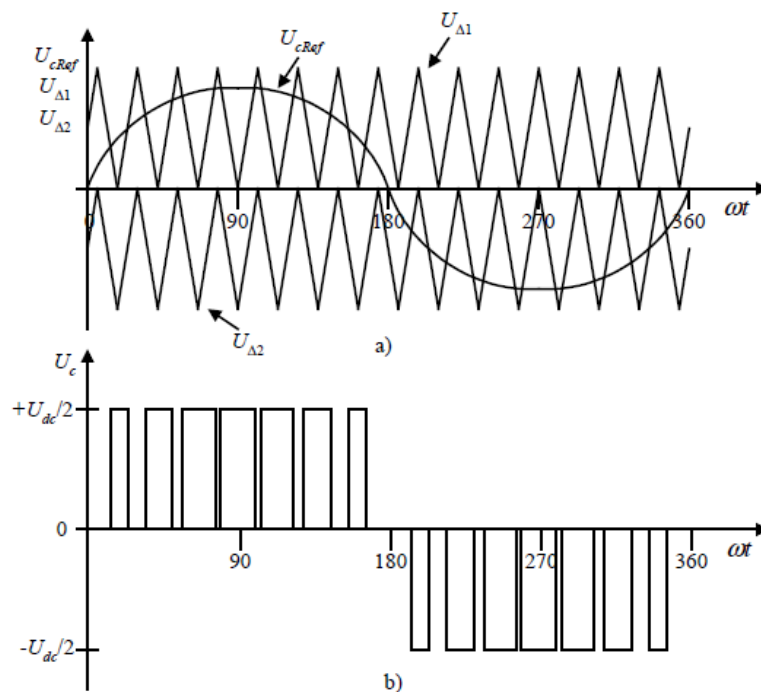 U_Δ1
U_cRef
U_cRef
U_Δ1
U_Δ2
0 90 180 270 360 ωt
U_Δ2
a)
U_c
+U_dc/2
0
90 180 270 360 ωt
-U_dc/2
b)